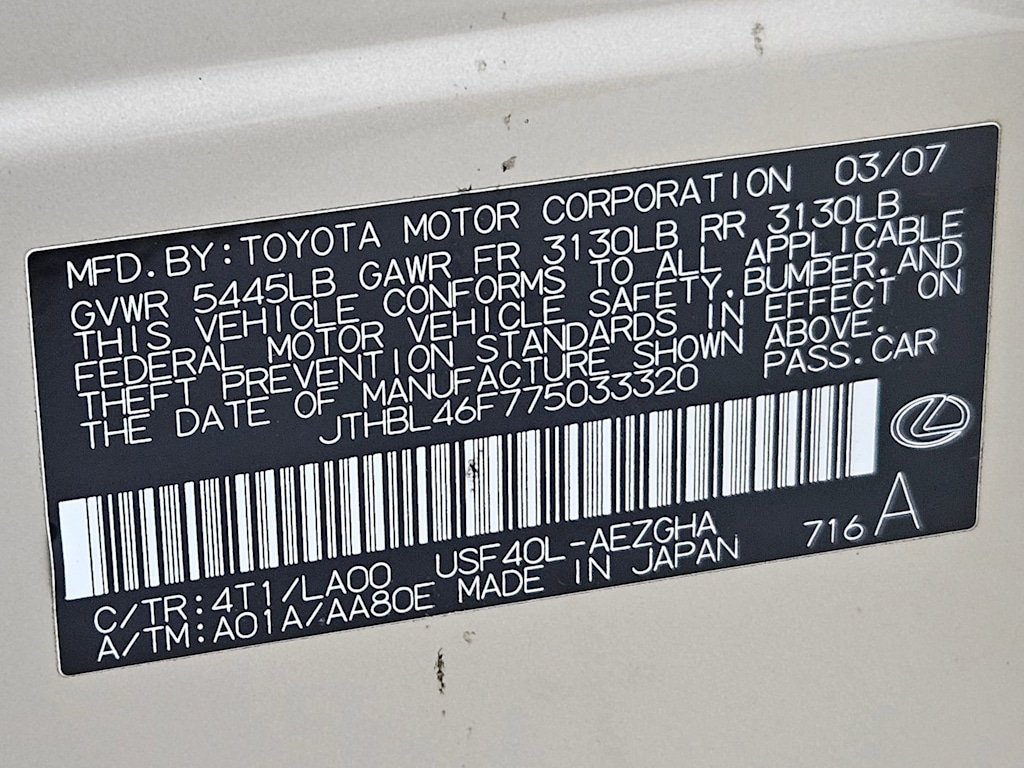 MFD. BY: TOYOTA MOTOR CORPORATION 03/07
GVWR 5445LB GAWR FR 3130LB RR 3130LB
THIS VEHICLE CONFORMS TO ALL APPLICABLE
FEDERAL MOTOR VEHICLE SAFETY, BUMPER, AND
THEFT PREVENTION STANDARDS IN EFFECT ON
THE DATE OF MANUFACTURE SHOWN ABOVE.
JTHBL46F775033320 PASS. CAR
C/TR: 4T1/LA00 USF40L-AEZGHA 716 A
A/TM: A01A/AA80E MADE IN JAPAN